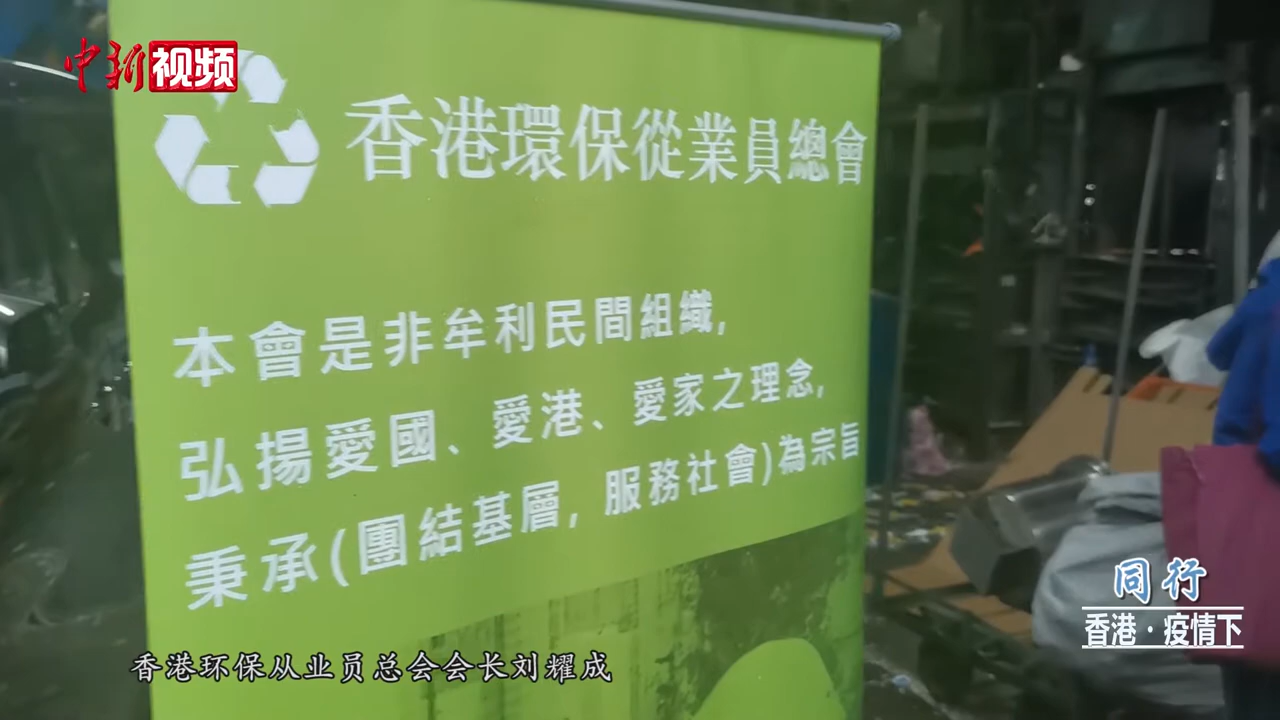 中新视频
香港環保從業員總會
本會是非牟利民間組織,
弘揚愛國、愛港、愛家之理念,
秉承(團結基層, 服務社會)為宗旨
同行
香港·疫情下
香港环保从业员总会会长刘耀成